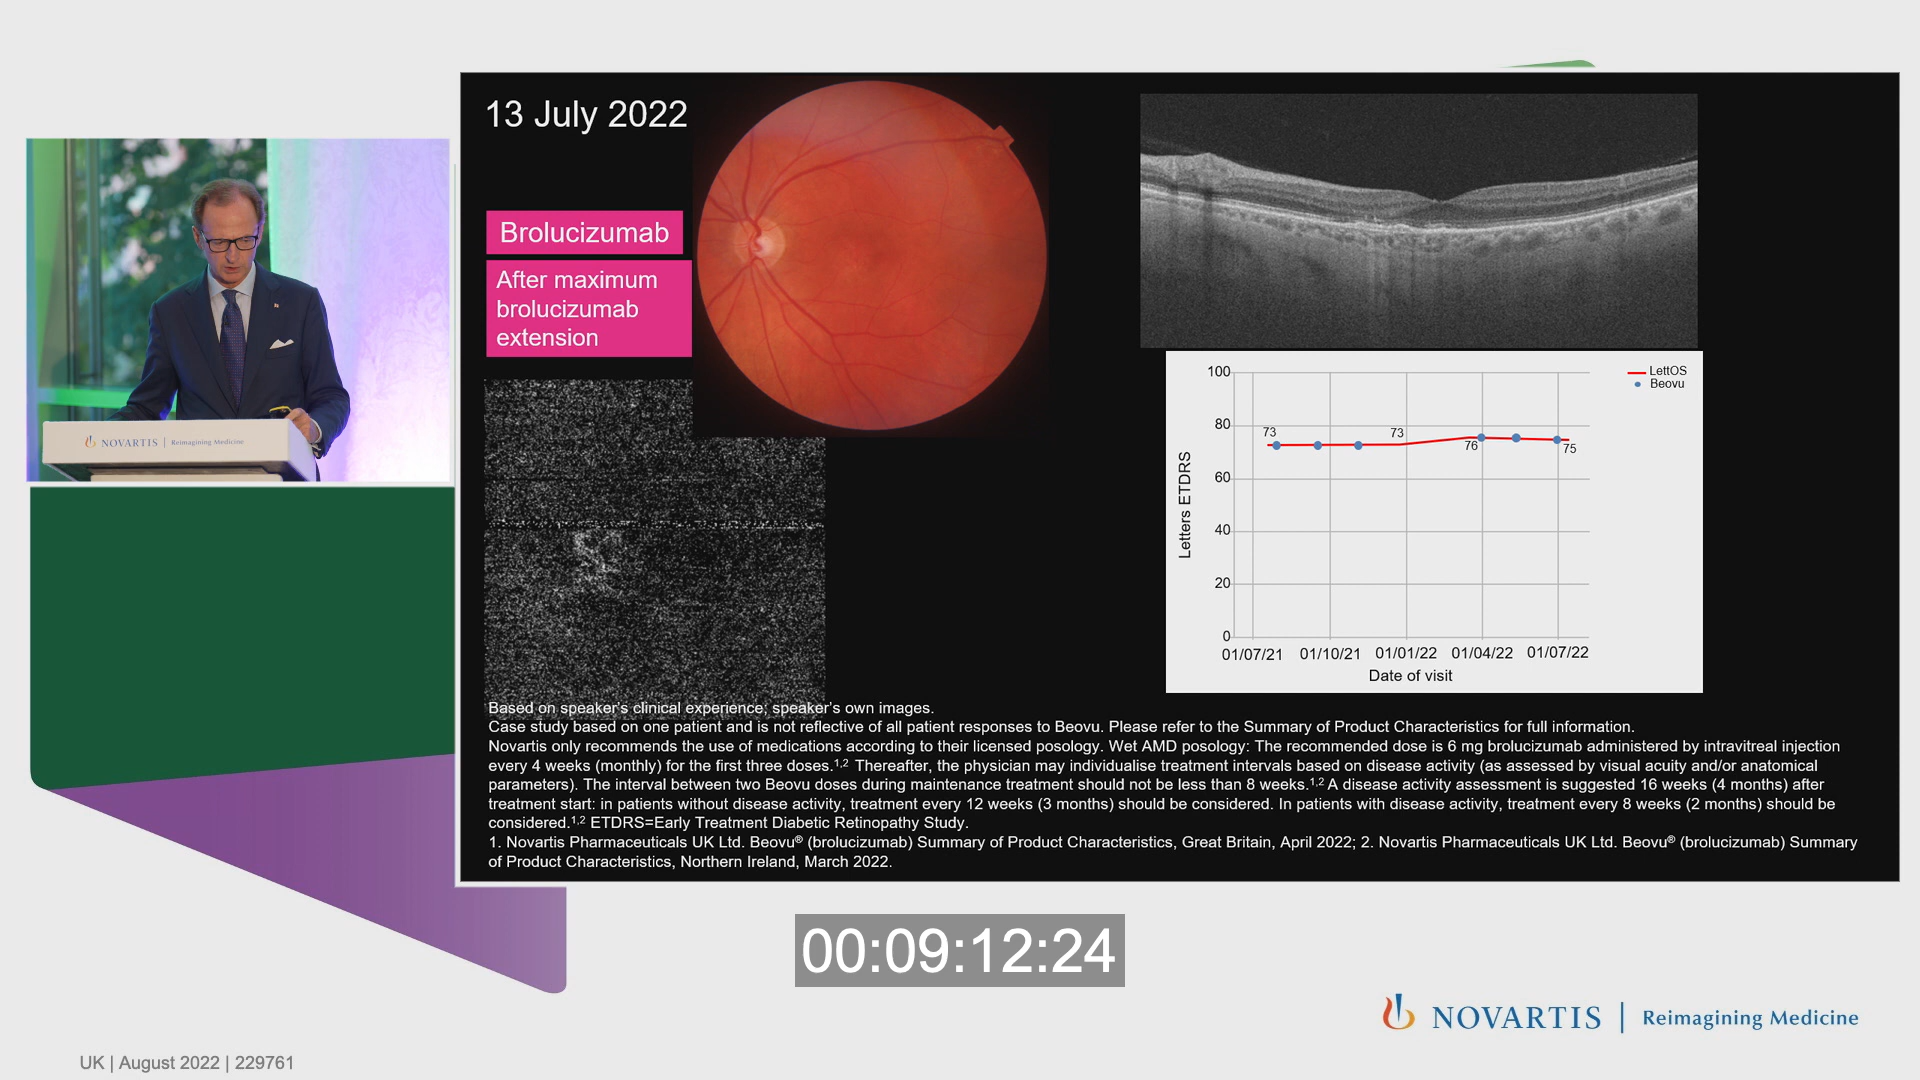 13 July 2022
Brolucizumab
After maximum
brolucizumab
extension
NOVARTIS | Reimagining Medicine
100
80
60
40
20
0
Letters ETDRS
73
73
76
75
LettOS
Beovu
01/07/21 01/10/21 01/01/22 01/04/22 01/07/22
Date of visit
Based on speaker's clinical experience; speaker's own images.
Case study based on one patient and is not reflective of all patient responses to Beovu. Please refer to the Summary of Product Characteristics for full information.
Novartis only recommends the use of medications according to their licensed posology. Wet AMD posology: The recommended dose is 6 mg brolucizumab administered by intravitreal injection
every 4 weeks (monthly) for the first three doses.1,2 Thereafter, the physician may individualise treatment intervals based on disease activity (as assessed by visual acuity and/or anatomical
parameters). The interval between two Beovu doses during maintenance treatment should not be less than 8 weeks.1,2 A disease activity assessment is suggested 16 weeks (4 months) after
treatment start: in patients without disease activity, treatment every 12 weeks (3 months) should be considered. In patients with disease activity, treatment every 8 weeks (2 months) should be
considered.1,2 ETDRS=Early Treatment Diabetic Retinopathy Study.
1. Novartis Pharmaceuticals UK Ltd. Beovu® (brolucizumab) Summary of Product Characteristics, Great Britain, April 2022; 2. Novartis Pharmaceuticals UK Ltd. Beovu® (brolucizumab) Summary
of Product Characteristics, Northern Ireland, March 2022.
00:09:12:24
NOVARTIS | Reimagining Medicine
UK | August 2022 | 229761